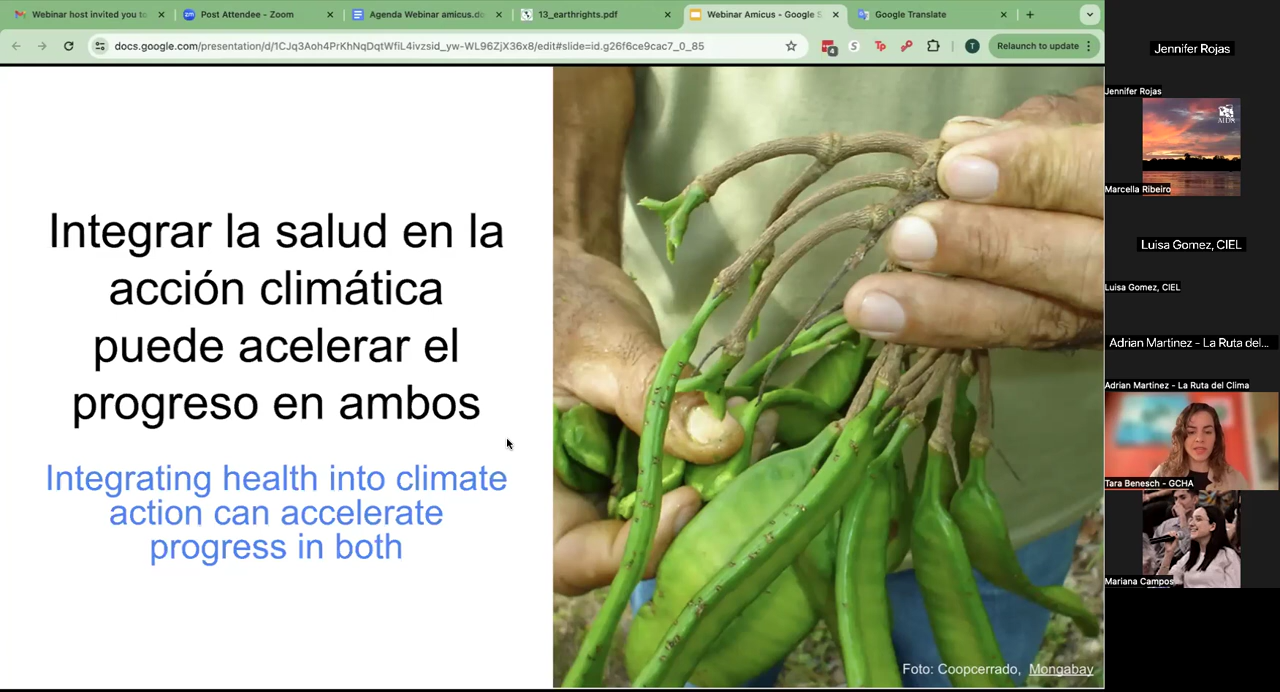 Webinar host invited you to
Post Attendee - Zoom
Agenda Webinar amicus.do
13_earthrights.pdf
Webinar Amicus - Google S
Google Translate
docs.google.com/presentation/d/1CJq3Aoh4PrKhNqDqtWfiL4ivzsid_yw-WL96ZjX36x8/edit#slide=id.g26f6ce9cac7_0_85
4
S
Tp
T
Relaunch to update
Integrar la salud en la
acción climática
puede acelerar el
progreso en ambos
Integrating health into climate
action can accelerate
progress in both
Foto: Coopcerrado, Mongabay
Jennifer Rojas
Jennifer Rojas
AIDA
Marcella Ribeiro
Luisa Gomez, CIEL
Luisa Gomez, CIEL
Adrian Martinez - La Ruta del...
Adrian Martinez - La Ruta del Clima
Tara Benesch - GCHA
Mariana Campos